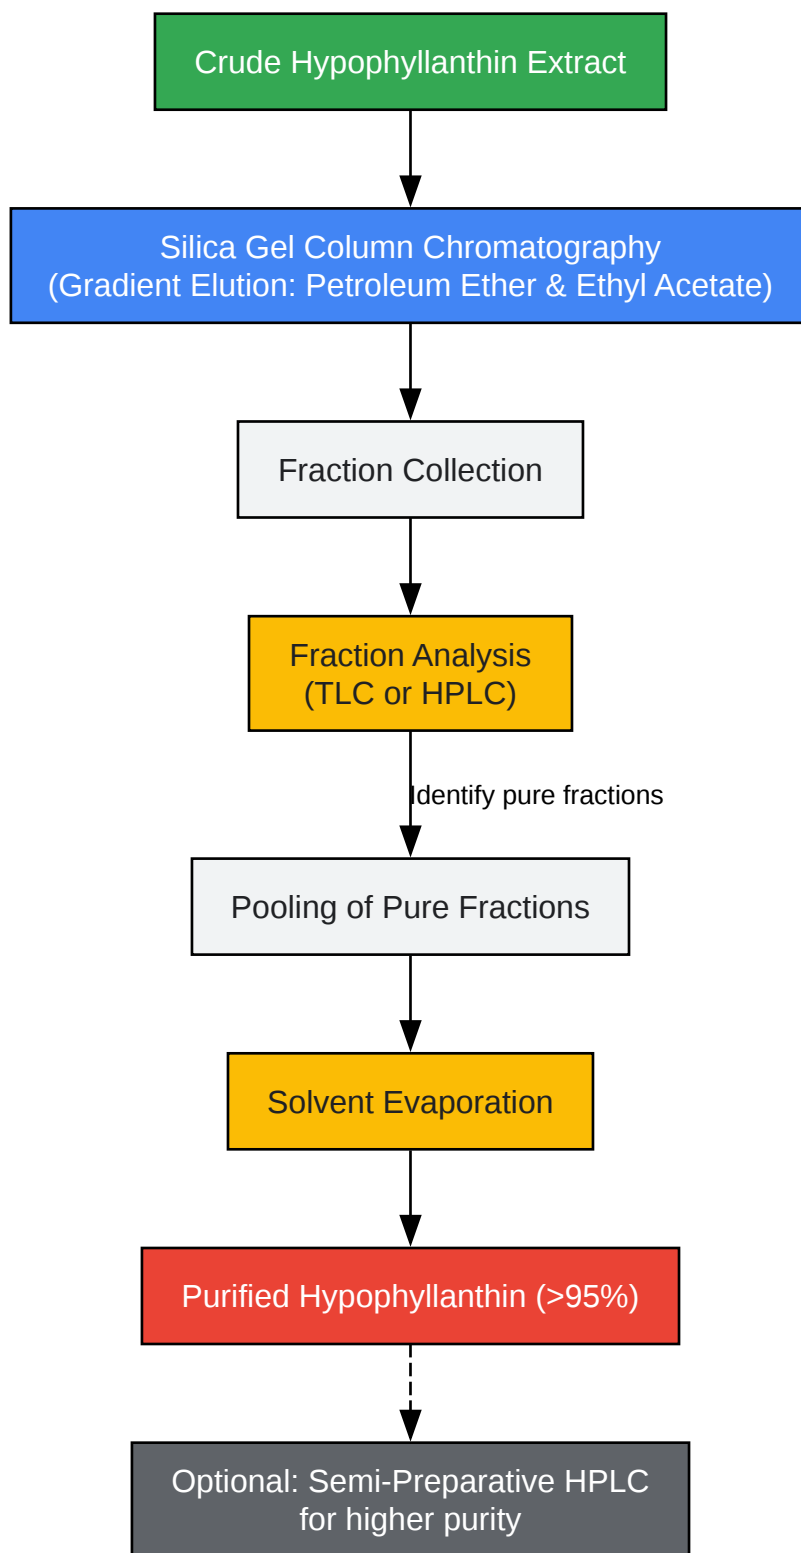 Crude Hypophyllanthin Extract
Silica Gel Column Chromatography
(Gradient Elution: Petroleum Ether & Ethyl Acetate)
Fraction Collection
Fraction Analysis
(TLC or HPLC)
Identify pure fractions
Pooling of Pure Fractions
Solvent Evaporation
Purified Hypophyllanthin (>95%)
Optional: Semi-Preparative HPLC
for higher purity